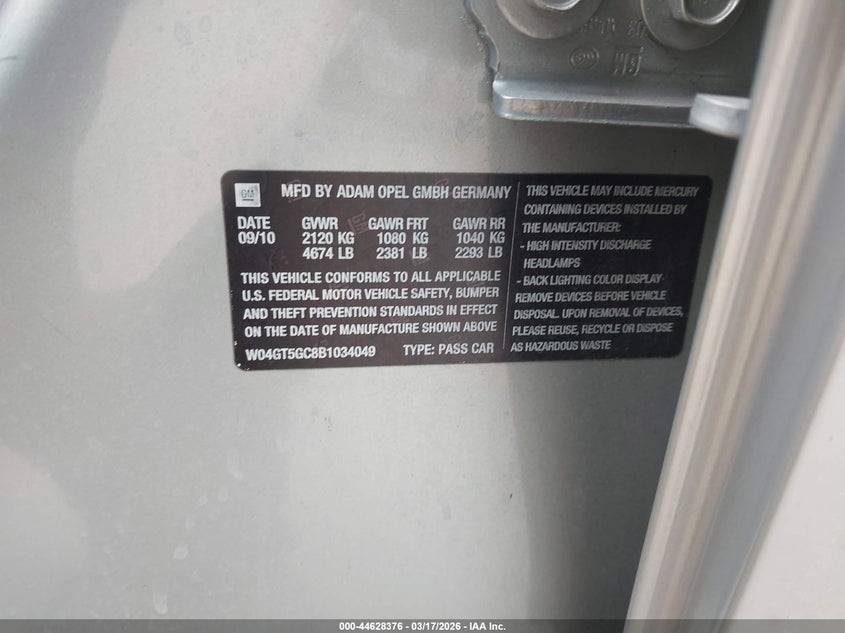 GM
MFD BY ADAM OPEL GMBH GERMANY
DATE GVWR GAWR FRT GAWR RR
09/10 2120 KG 1080 KG 1040 KG
4674 LB 2381 LB 2293 LB
THIS VEHICLE CONFORMS TO ALL APPLICABLE
U.S. FEDERAL MOTOR VEHICLE SAFETY, BUMPER
AND THEFT PREVENTION STANDARDS IN EFFECT
ON THE DATE OF MANUFACTURE SHOWN ABOVE
W04GT5GC8B1034049 TYPE: PASS CAR
THIS VEHICLE MAY INCLUDE MERCURY
CONTAINING DEVICES INSTALLED BY
THE MANUFACTURER:
- HIGH INTENSITY DISCHARGE
HEADLAMPS
- BACK LIGHTING COLOR DISPLAY
REMOVE DEVICES BEFORE VEHICLE
DISPOSAL. UPON REMOVAL OF DEVICES,
PLEASE REUSE, RECYCLE OR DISPOSE
AS HAZARDOUS WASTE
000-44628376 - 03/17/2026 - IAA Inc.